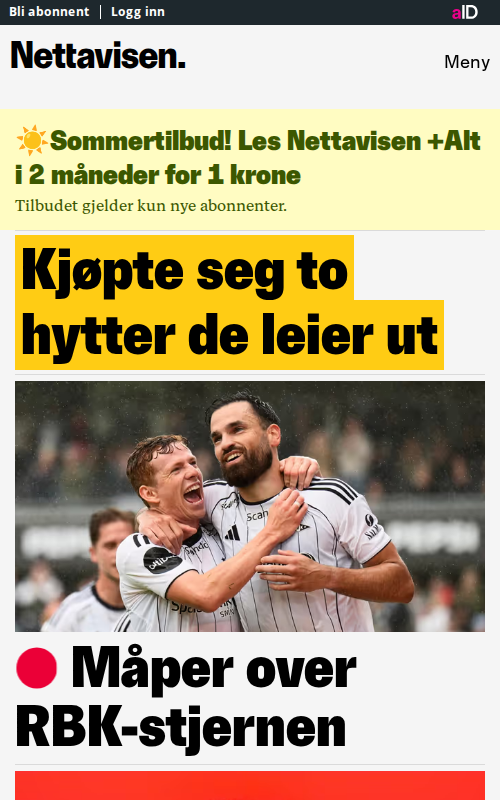 Bli abonnent
Logg inn
aID
Nettavisen.
Meny
☀️Sommertilbud! Les Nettavisen +Alt
i 2 måneder for 1 krone
Tilbudet gjelder kun nye abonnenter.
Kjøpte seg to
hytter de leier ut
Måper over
RBK-stjernen